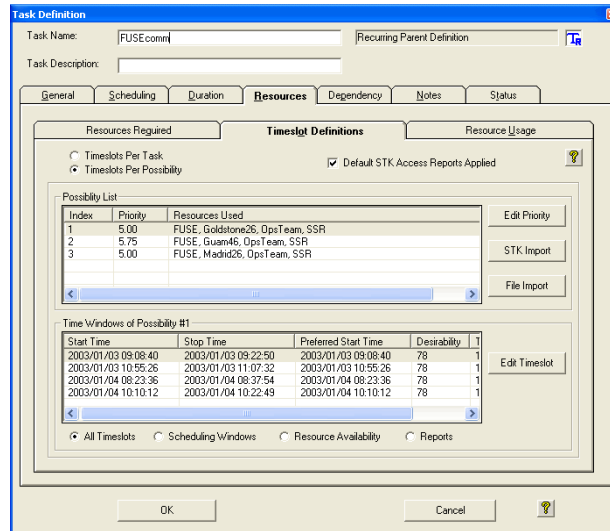 Task Definition
Task Name: FUSEcomm Recurring Parent Definition TR
Task Description:
General Scheduling Duration Resources Dependency Notes Status
Resources Required Timeslot Definitions Resource Usage
Timeslots Per Task
Timeslots Per Possibility
Default STK Access Reports Applied
?
Possiblity List
Index Priority Resources Used
1 5.00 FUSE, Goldstone26, OpsTeam, SSR
2 5.75 FUSE, Guam46, OpsTeam, SSR
3 5.00 FUSE, Madrid26, OpsTeam, SSR
Edit Priority
STK Import
File Import
Time Windows of Possibility #1
Start Time Stop Time Preferred Start Time Desirability T
2003/01/03 09:08:40 2003/01/03 09:22:50 2003/01/03 09:08:40 78 1
2003/01/03 10:55:26 2003/01/03 11:07:32 2003/01/03 10:55:26 78 1
2003/01/04 08:23:36 2003/01/04 08:37:54 2003/01/04 08:23:36 78 1
2003/01/04 10:10:12 2003/01/04 10:22:49 2003/01/04 10:10:12 78 1
Edit Timeslot
All Timeslots Scheduling Windows Resource Availability Reports
OK Cancel ?